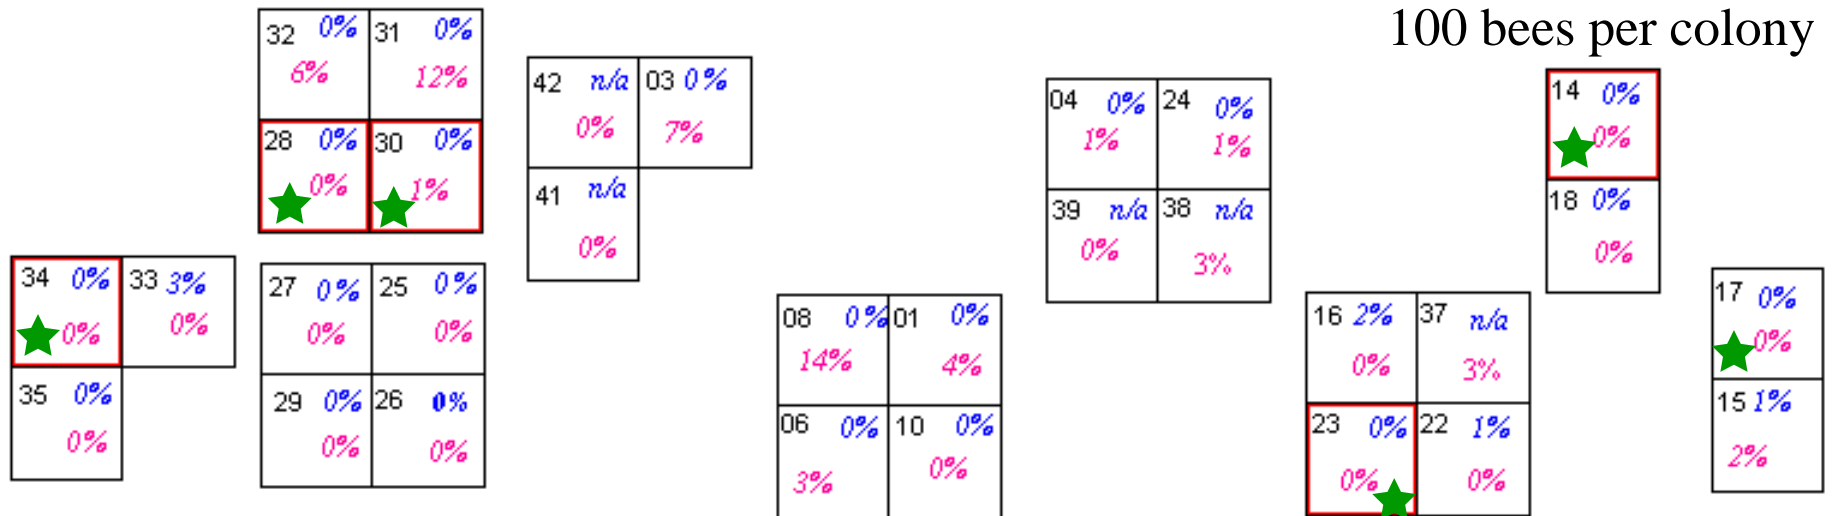 100 bees per colony
32 0% 31 0%
6% 12%
28 0% 30 0%
0% 1%
42 n/a 03 0%
0% 7%
41 n/a
0%
04 0% 24 0%
1% 1%
39 n/a 38 n/a
0% 3%
14 0%
0%
18 0%
0%
34 0% 33 3%
0% 0%
35 0%
0%
27 0% 25 0%
0% 0%
29 0% 26 0%
0% 0%
08 0% 01 0%
14% 4%
06 0% 10 0%
3% 0%
16 2% 37 n/a
0% 3%
23 0% 22 1%
0% 0%
17 0%
0%
15 1%
2%